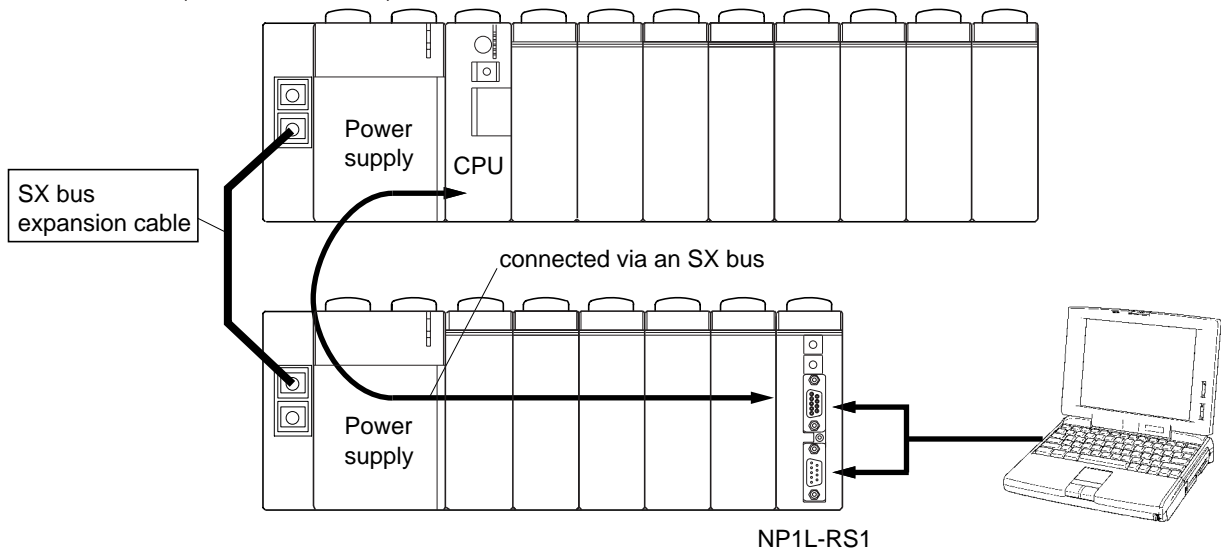 Power
supply
CPU
SX bus
expansion cable
connected via an SX bus
Power
supply
NP1L-RS1